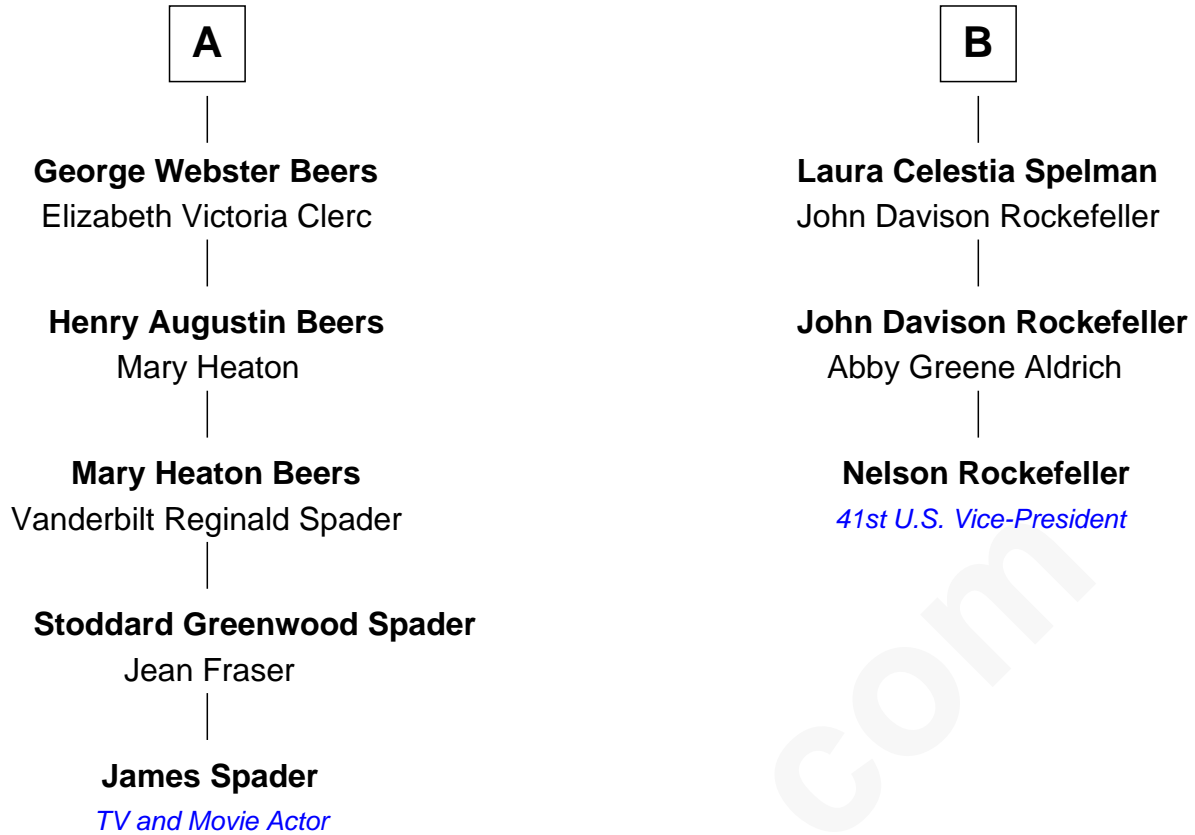 A
George Webster Beers
Elizabeth Victoria Clerc
Henry Augustin Beers
Mary Heaton
Mary Heaton Beers
Vanderbilt Reginald Spader
Stoddard Greenwood Spader
Jean Fraser
James Spader
TV and Movie Actor
B
Laura Celestia Spelman
John Davison Rockefeller
John Davison Rockefeller
Abby Greene Aldrich
Nelson Rockefeller
41st U.S. Vice-President
com